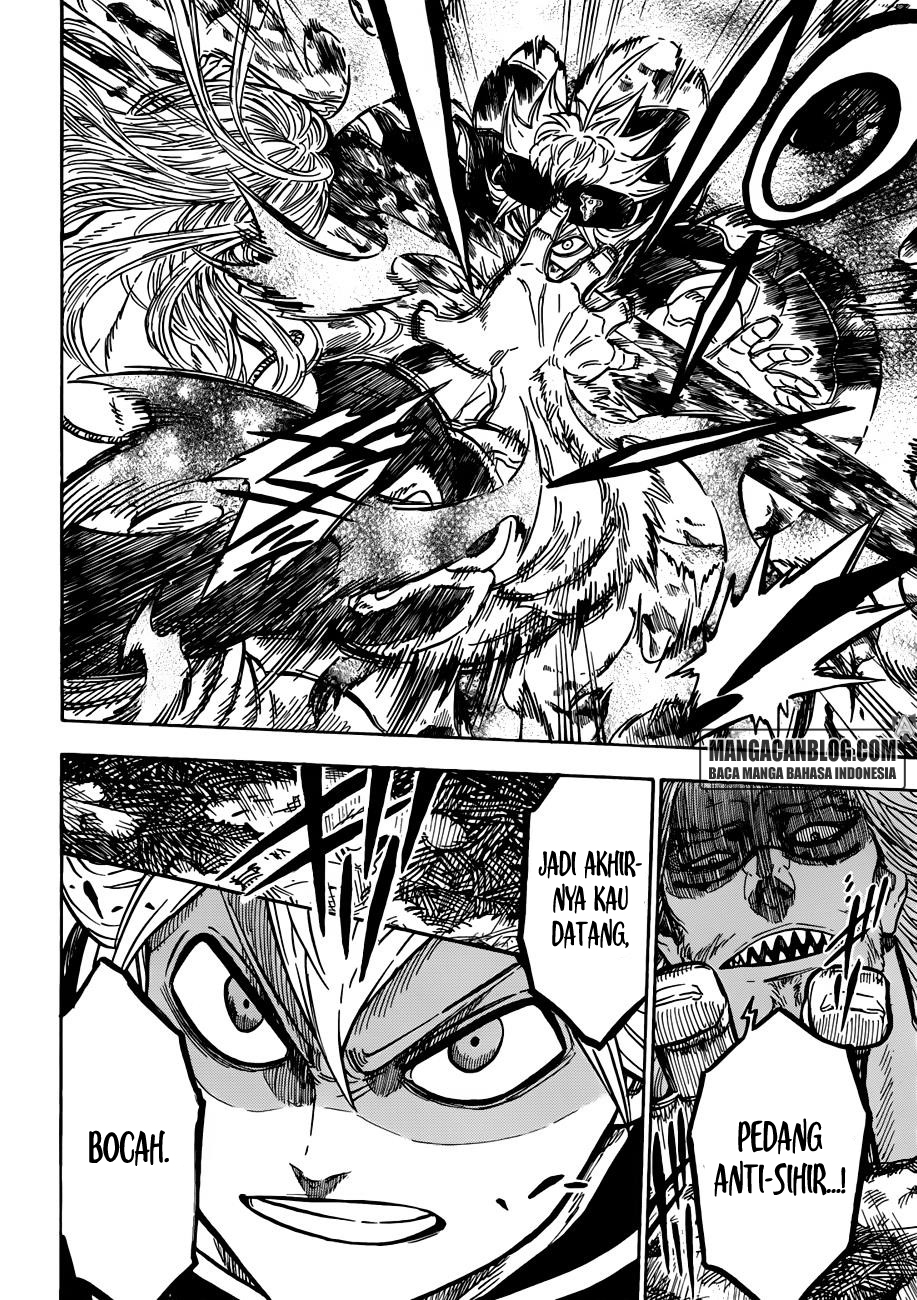 MANGACANBLOG.COM
BACA MANGA BAHASA INDONESIA
PEDANG
ANTI-SIHIR...!
JADI AKHIR-
NYA KAU
DATANG,
BOCAH.